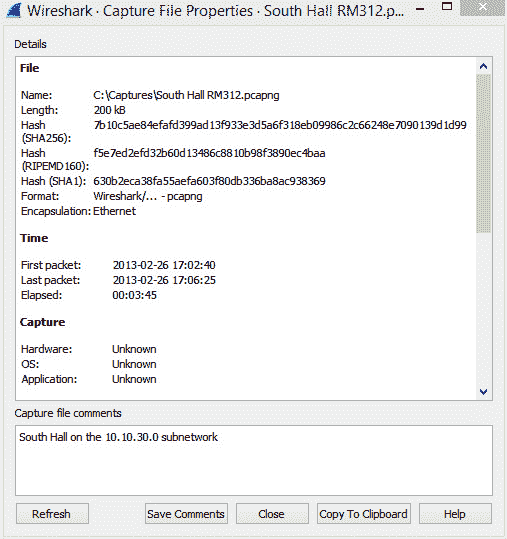 Wireshark · Capture File Properties · South Hall RM312.p...
Details
File
Name: C:\Captures\South Hall RM312.pcapng
Length: 200 kB
Hash (SHA256): 7b10c5ae84efafd399ad13f933e3d5a6f318eb09986c2c66248e7090139d1d99
Hash (RIPEMD160): f5e7ed2efd32b60d13486c8810b98f3890ec4baa
Hash (SHA1): 630b2eca38fa55aefa603f80db336ba8ac938369
Format: Wireshark/... - pcapng
Encapsulation: Ethernet
Time
First packet: 2013-02-26 17:02:40
Last packet: 2013-02-26 17:06:25
Elapsed: 00:03:45
Capture
Hardware: Unknown
OS: Unknown
Application: Unknown
Capture file comments
South Hall on the 10.10.30.0 subnetwork
Refresh Save Comments Close Copy To Clipboard Help